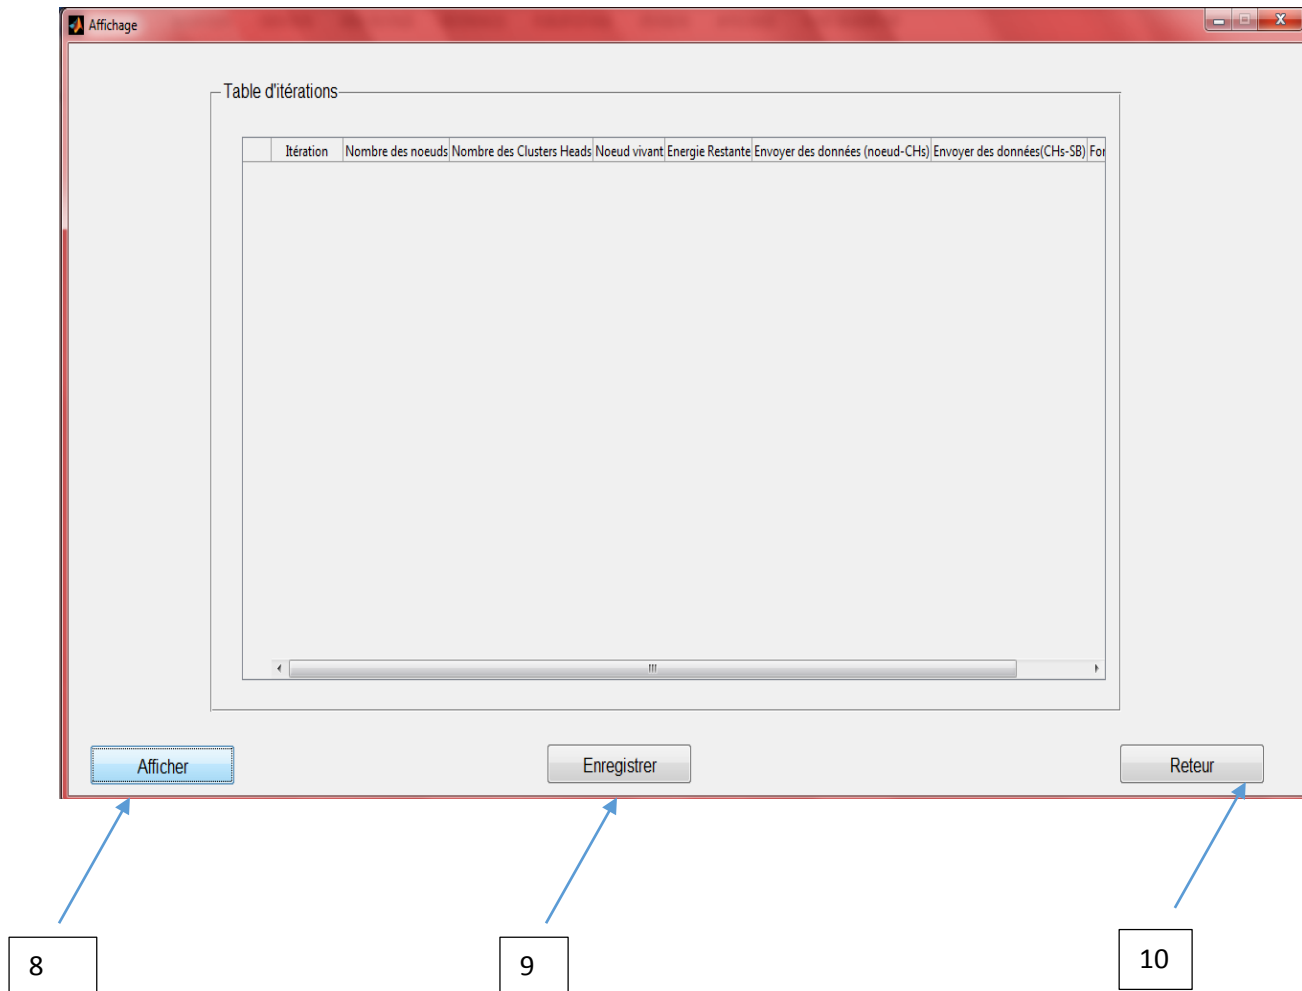 Affichage
Table d'itérations
Itération Nombre des noeuds Nombre des Clusters Heads Noeud vivant Energie Restante Envoyer des données (noeud-CHs) Envoyer des données(CHs-SB) For
Afficher Enregistrer Reteur
8 9 10